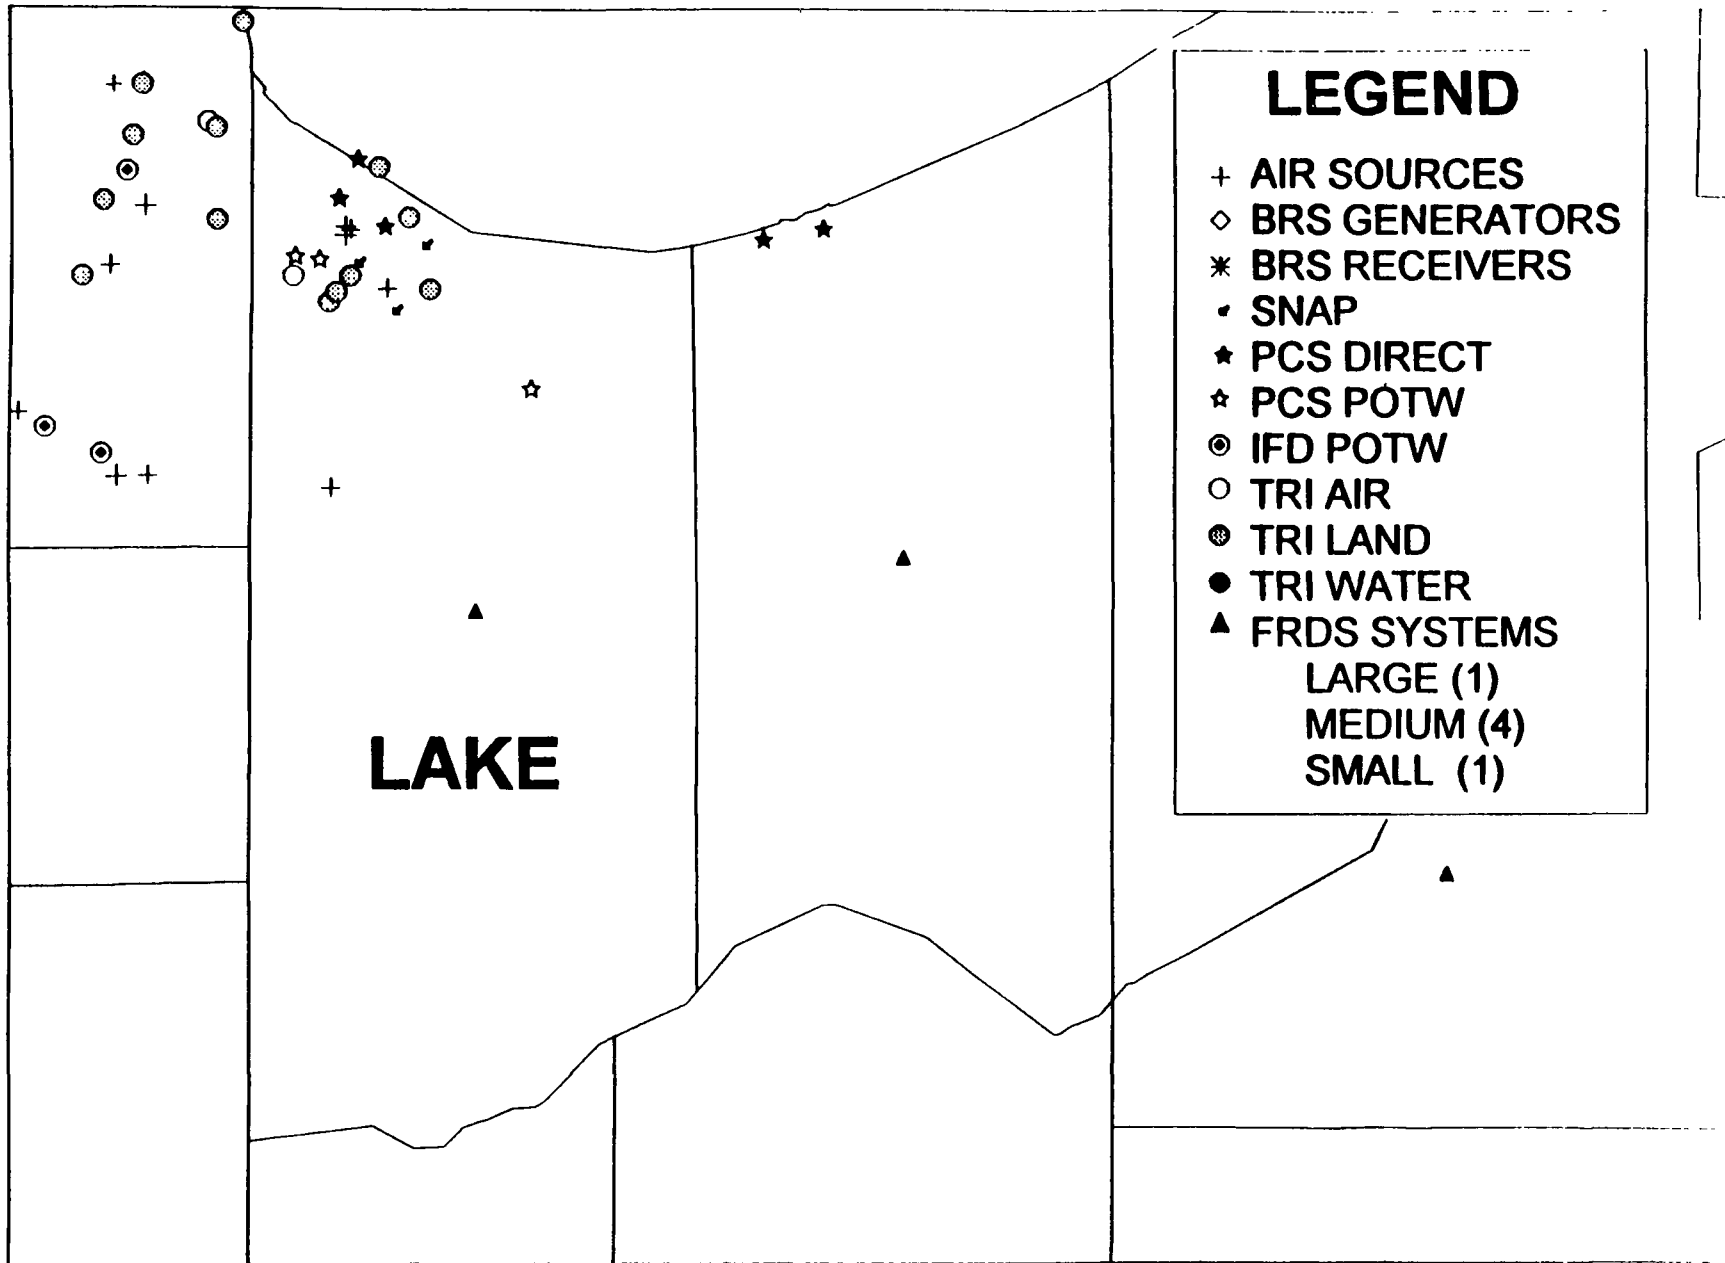 LEGEND
AIR SOURCES
BRS GENERATORS
BRS RECEIVERS
SNAP
PCS DIRECT
PCS POTW
IFD POTW
TRI AIR
TRI LAND
TRI WATER
FRDS SYSTEMS
LARGE (1)
MEDIUM (4)
SMALL (1)
LAKE